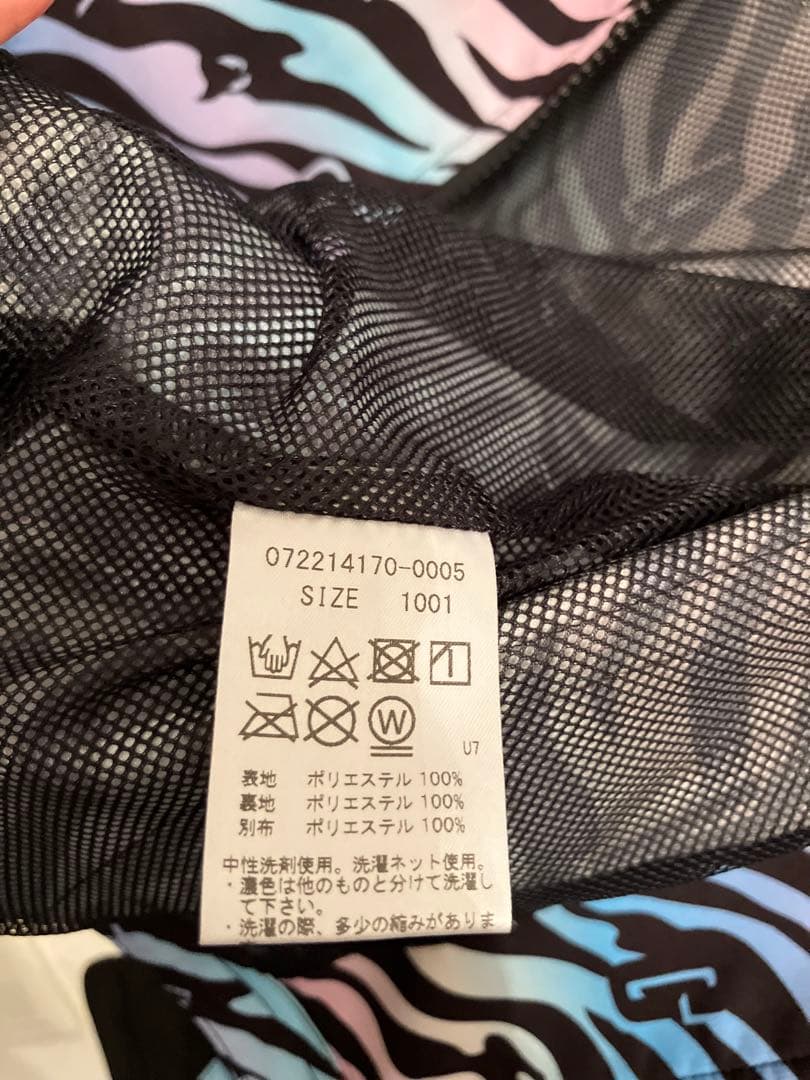 072214170-0005
SIZE 1001
W
U7
表地 ポリエステル 100%
裏地 ポリエステル 100%
別布 ポリエステル 100%
中性洗剤使用。洗濯ネット使用。
・濃色は他のものと分けて洗濯し
て下さい。
・洗濯の際、多少の縮みがありま